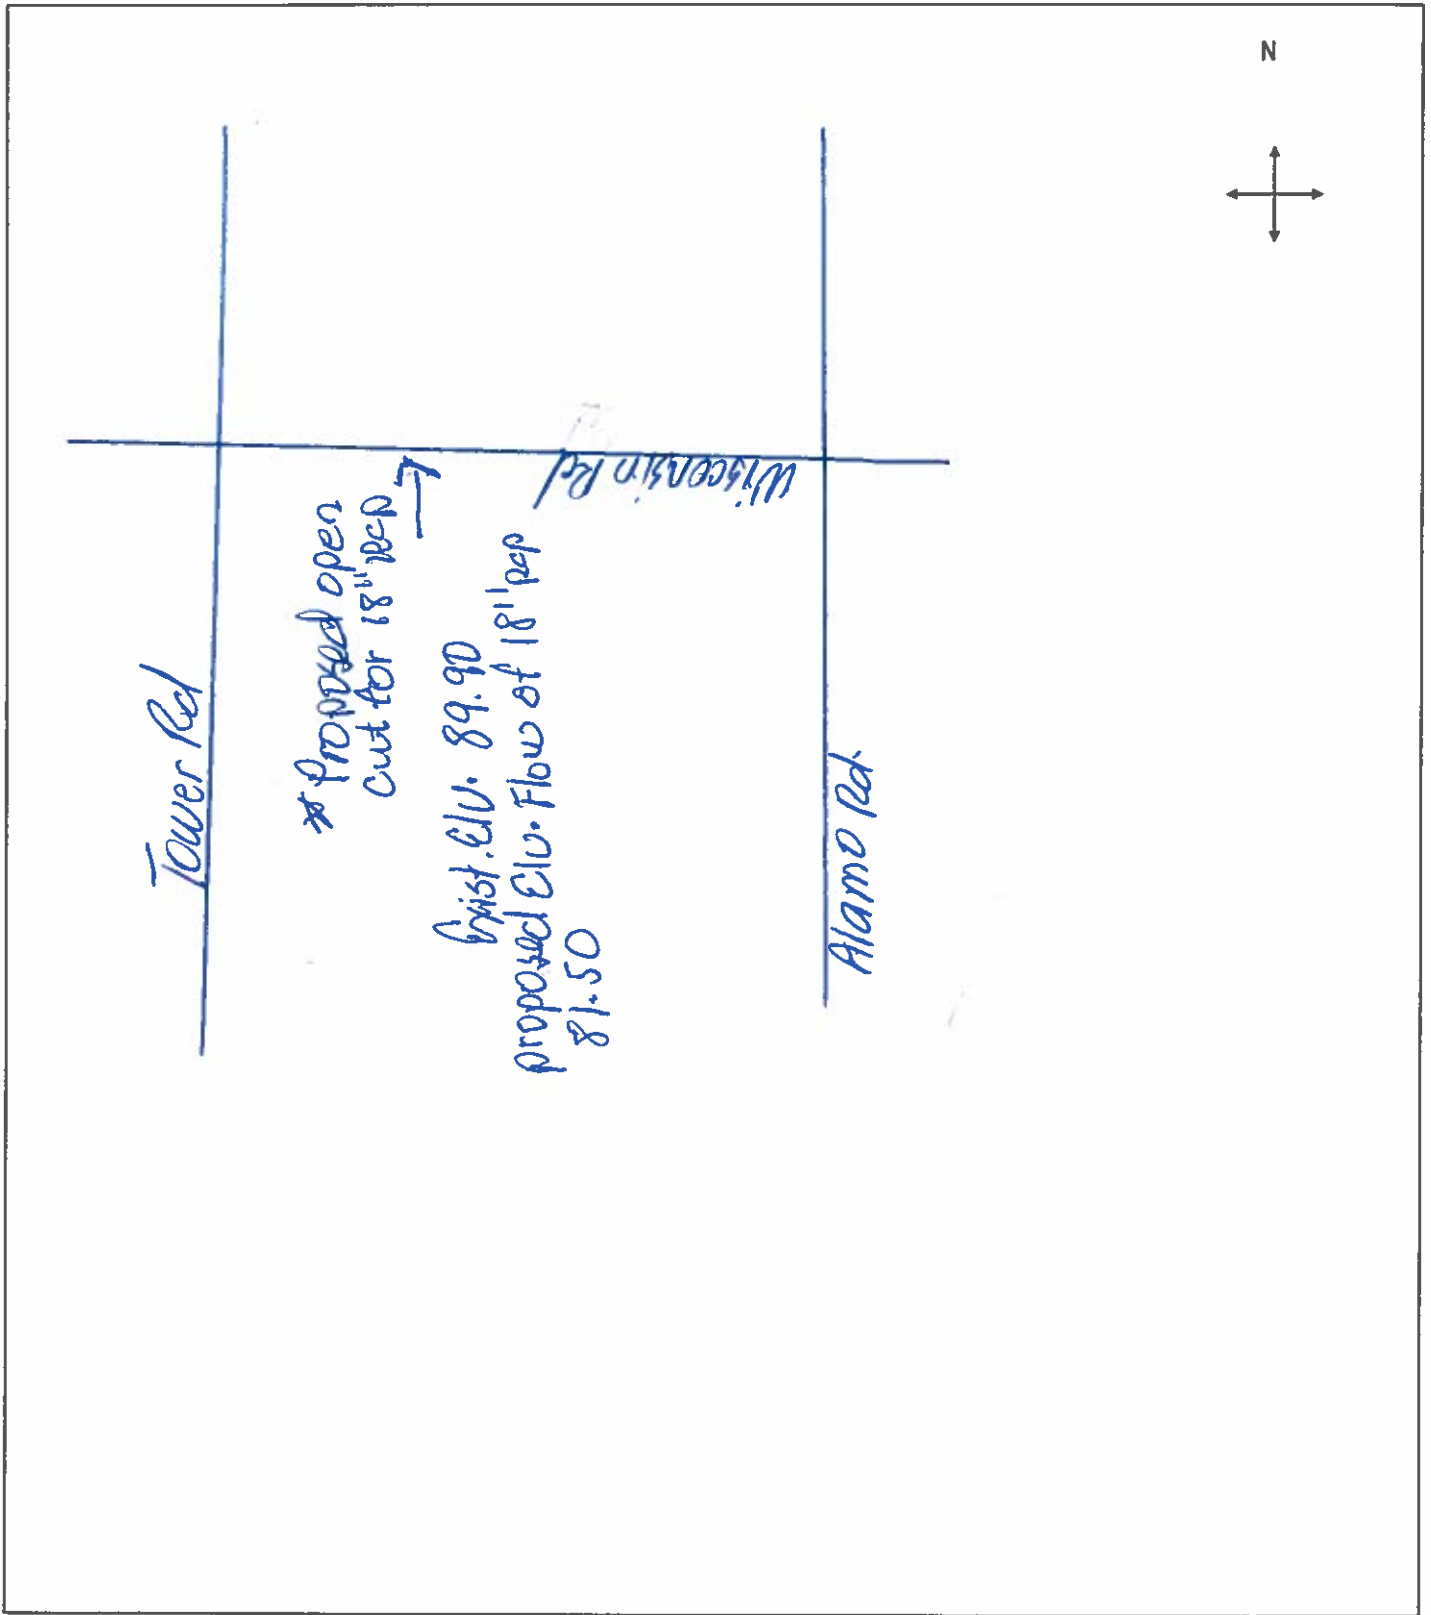 N
Tower Rd
* Proposed open
cut for 18" RCP
Exist. Elv. 89.90
proposed Elv. Flow of 18" RCP
81.50
Wisconsin Rd
Alamo Rd.